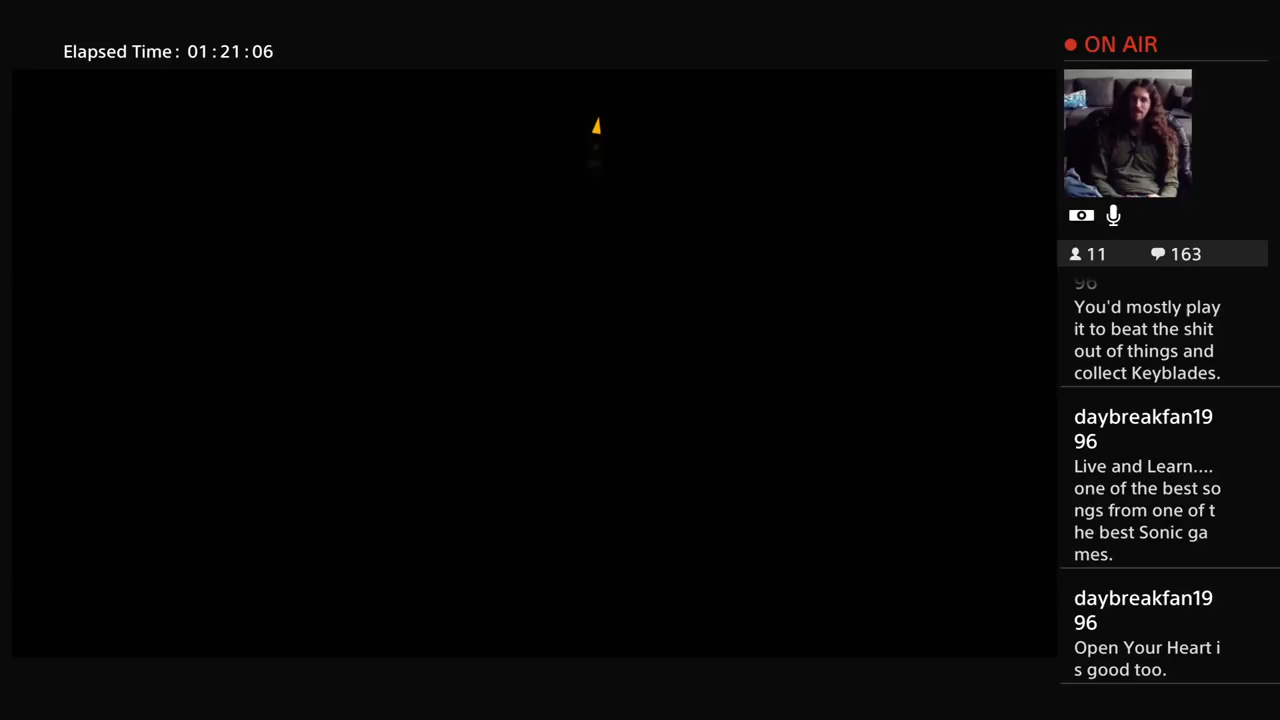 Elapsed Time: 01:21:06
ON AIR
11 163
96
You'd mostly play
it to beat the shit
out of things and
collect Keyblades.
daybreakfan19
96
Live and Learn....
one of the best so
ngs from one of t
he best Sonic ga
mes.
daybreakfan19
96
Open Your Heart i
s good too.